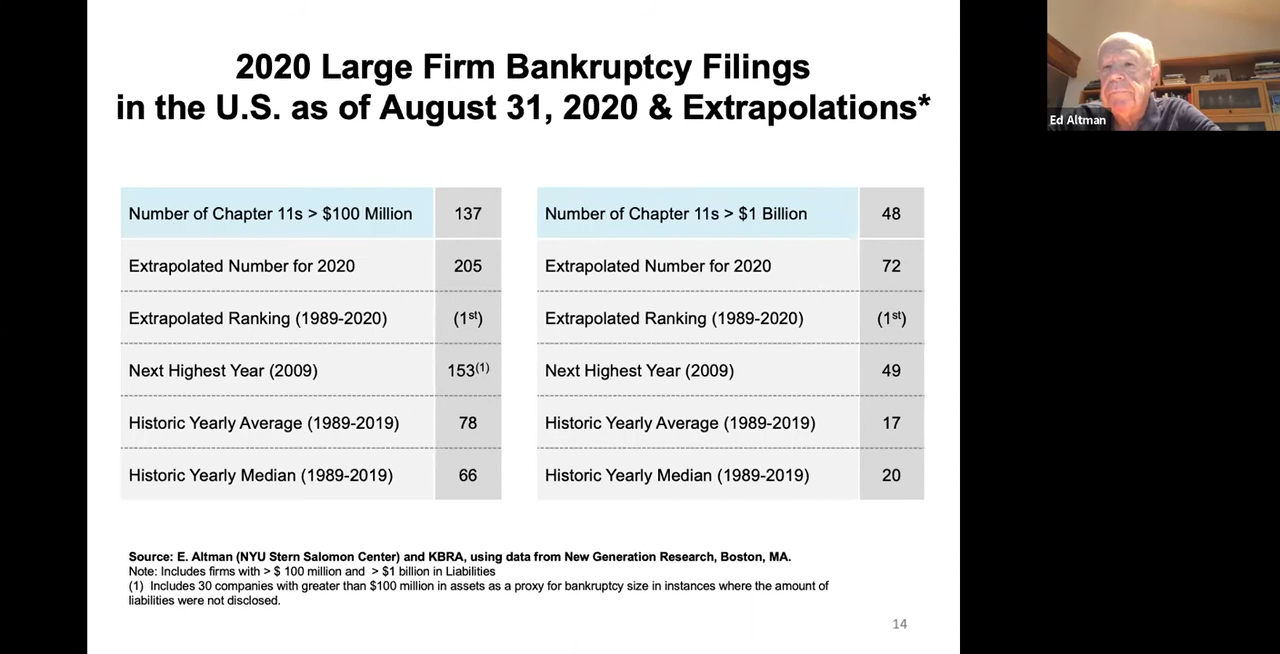 2020 Large Firm Bankruptcy Filings
in the U.S. as of August 31, 2020 & Extrapolations*
Ed Altman
Number of Chapter 11s > $100 Million 137
Extrapolated Number for 2020 205
Extrapolated Ranking (1989-2020) (1st)
Next Highest Year (2009) 153(1)
Historic Yearly Average (1989-2019) 78
Historic Yearly Median (1989-2019) 66
Number of Chapter 11s > $1 Billion 48
Extrapolated Number for 2020 72
Extrapolated Ranking (1989-2020) (1st)
Next Highest Year (2009) 49
Historic Yearly Average (1989-2019) 17
Historic Yearly Median (1989-2019) 20
Source: E. Altman (NYU Stern Salomon Center) and KBRA, using data from New Generation Research, Boston, MA.
Note: Includes firms with > $ 100 million and > $1 billion in Liabilities
(1) Includes 30 companies with greater than $100 million in assets as a proxy for bankruptcy size in instances where the amount of
liabilities were not disclosed.
14